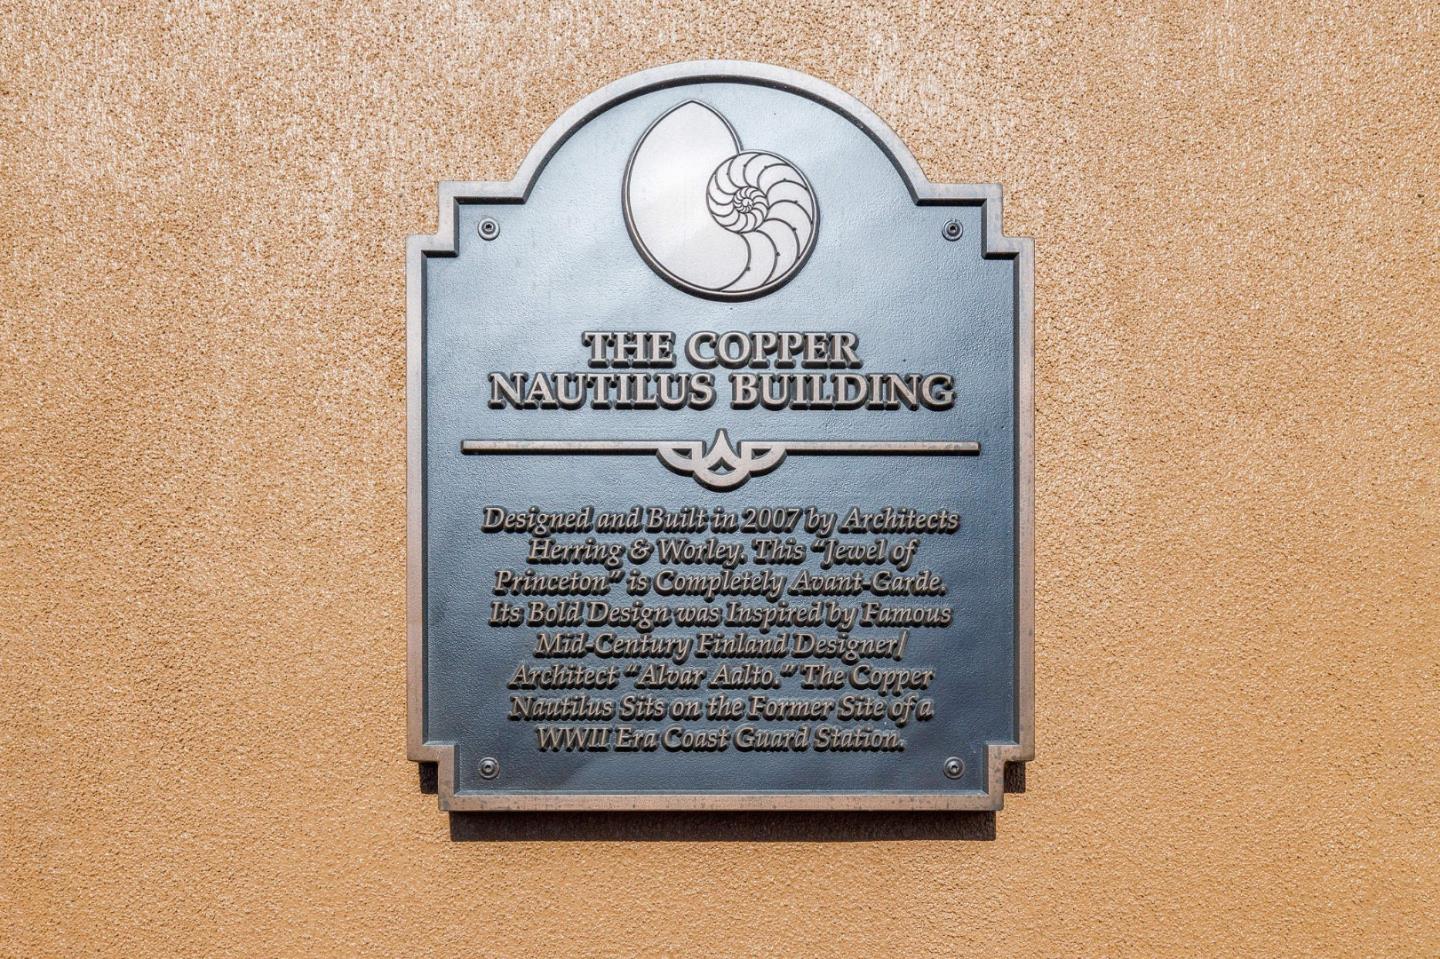 THE COPPER
NAUTILUS BUILDING
Designed and Built in 2007 by Architects
Herring & Worley. This “Jewel of
Princeton” is Completely Avant-Garde.
Its Bold Design was Inspired by Famous
Mid-Century Finland Designer/
Architect “Alvar Aalto.” The Copper
Nautilus Sits on the Former Site of a
WWII Era Coast Guard Station.